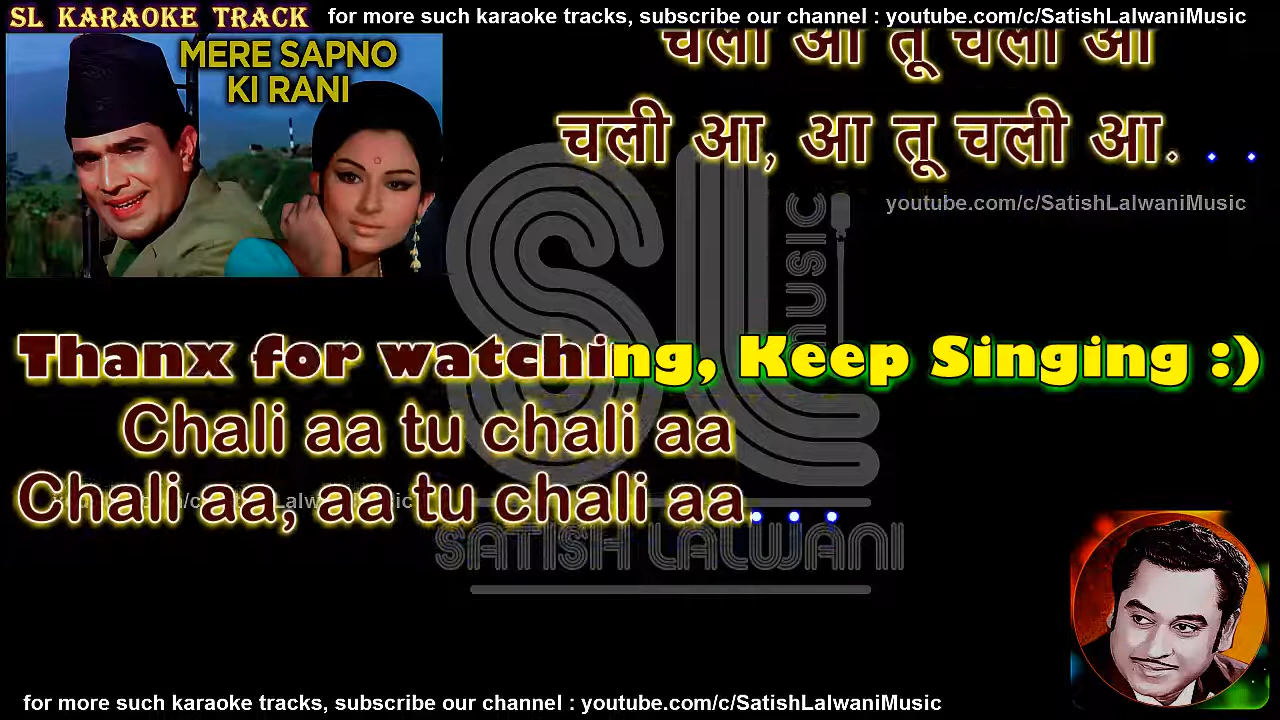 SL KARAOKE TRACK for more such karaoke tracks, subscribe our channel : youtube.com/c/SatishLalwaniMusic
MERE SAPNO
KI RANI
चली आ तू चली आ
चली आ, आ तू चली आ. . .
youtube.com/c/SatishLalwaniMusic
SL MUSIC
Thanx for watching, Keep Singing :)
Chali aa tu chali aa
Chali aa, aa tu chali aa. . .
SATISH LALWANI
for more such karaoke tracks, subscribe our channel : youtube.com/c/SatishLalwaniMusic